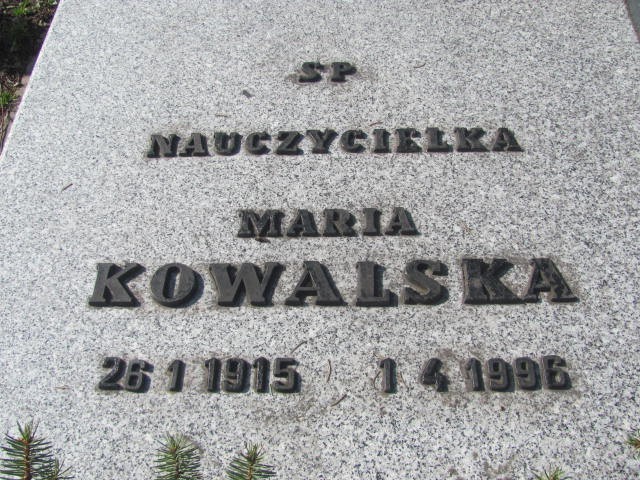 SP
NAUCZYCIELKA
MARIA
KOWALSKA
26 1 1915 1 4 1996